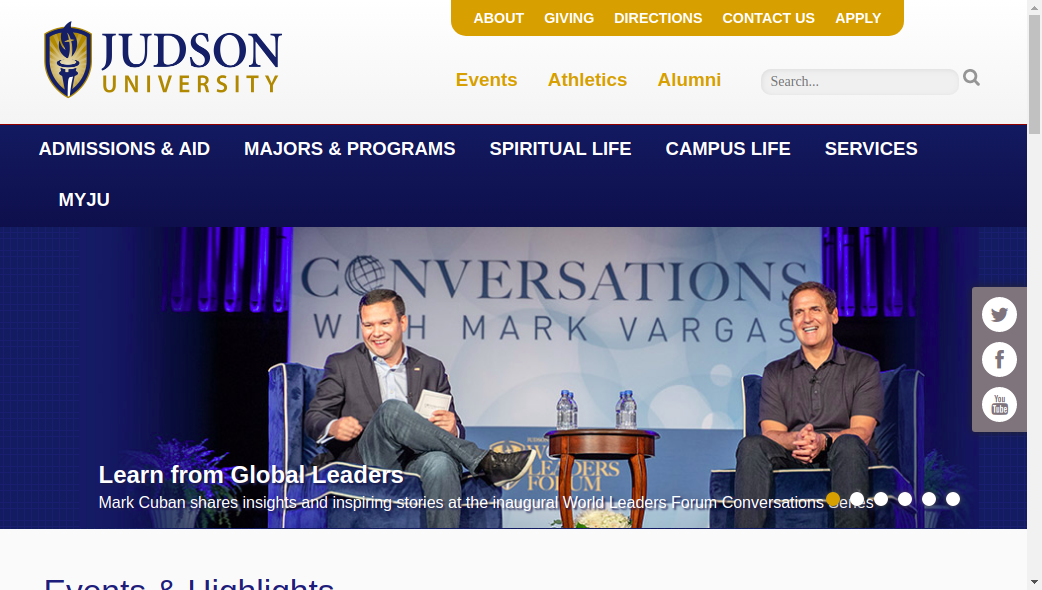 ABOUT GIVING DIRECTIONS CONTACT US APPLY
JUDSON
UNIVERSITY
Events Athletics Alumni Search...
ADMISSIONS & AID MAJORS & PROGRAMS SPIRITUAL LIFE CAMPUS LIFE SERVICES
MYJU
CONVERSATIONS
WITH MARK VARGAS
WORLD
LEADERS
FORUM
You
Tube
Learn from Global Leaders
Mark Cuban shares insights and inspiring stories at the inaugural World Leaders Forum Conversations Series
Events & Highlights